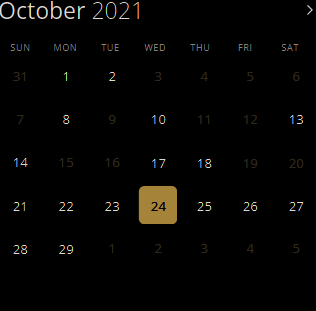 October 2021
SUN MON TUE WED THU FRI SAT
31 1 2 3 4 5 6
7 8 9 10 11 12 13
14 15 16 17 18 19 20
21 22 23 24 25 26 27
28 29 1 2 3 4 5